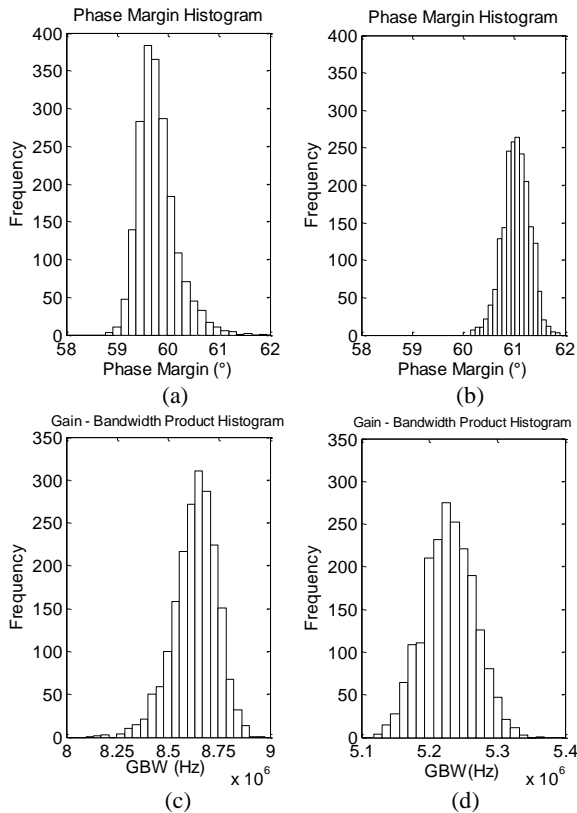 Phase Margin Histogram
400
350
300
250
200
150
100
50
0
58 59 60 61 62
Frequency
Phase Margin (°)
(a)
Phase Margin Histogram
400
350
300
250
200
150
100
50
0
58 59 60 61 62
Frequency
Phase Margin (°)
(b)
Gain - Bandwidth Product Histogram
350
300
250
200
150
100
50
0
8 8.25 8.5 8.75 9
Frequency
GBW (Hz)
x 10⁶
(c)
Gain - Bandwidth Product Histogram
350
300
250
200
150
100
50
0
5.1 5.2 5.3 5.4
Frequency
GBW(Hz)
x 10⁶
(d)